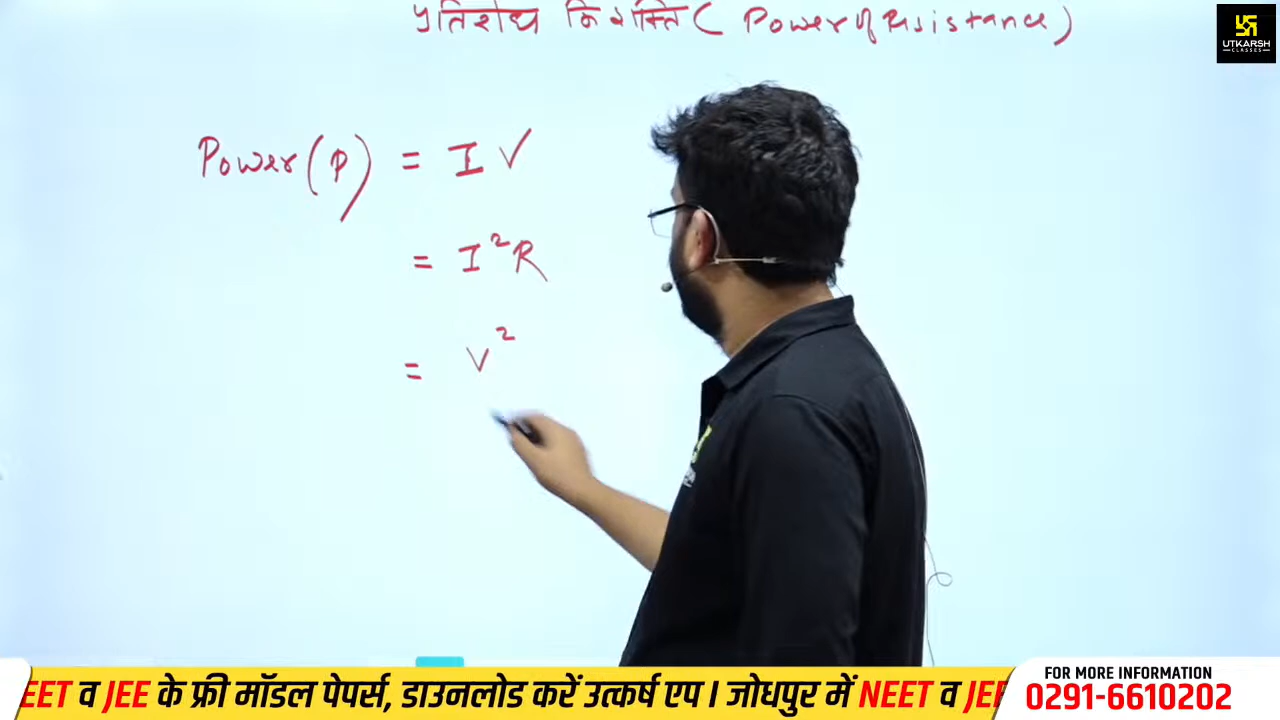 प्रतिरोध कि शक्ति ( Power of Resistance )
UTKARSH
CLASSES
Power (P) = I V
= I²R
= V²
EET व JEE के फ्री मॉडल पेपर्स, डाउनलोड करें उत्कर्ष एप । जोधपुर में NEET व JEE
FOR MORE INFORMATION
0291-6610202